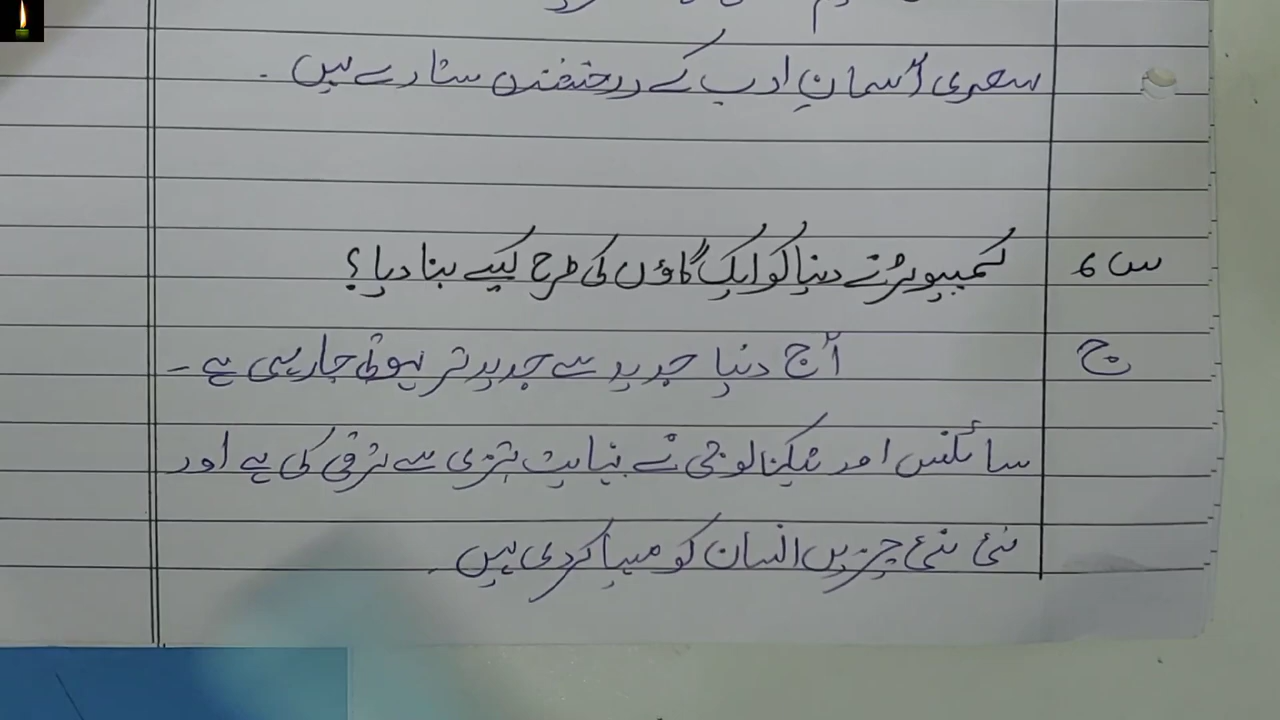 سعدی آسمانِ ادب کے درخشندہ ستارے ہیں ۔
س ۶ کمپیوٹر نے دنیا کو ایک گاؤں کی طرح کیسے بنا دیا؟
ج آج دنیا جدید سے جدید تر ہوتی جا رہی ہے ۔
سائنس اور ٹیکنالوجی نے نہایت تیزی سے ترقی کی ہے اور
نئی نئی چیزیں انسان کو مہیا کر دی ہیں ۔